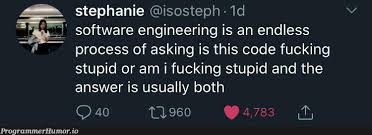 stephanie @isosteph · 1d
software engineering is an endless
process of asking is this code fucking
stupid or am i fucking stupid and the
answer is usually both
40 960 4,783
ProgrammerHumor.io